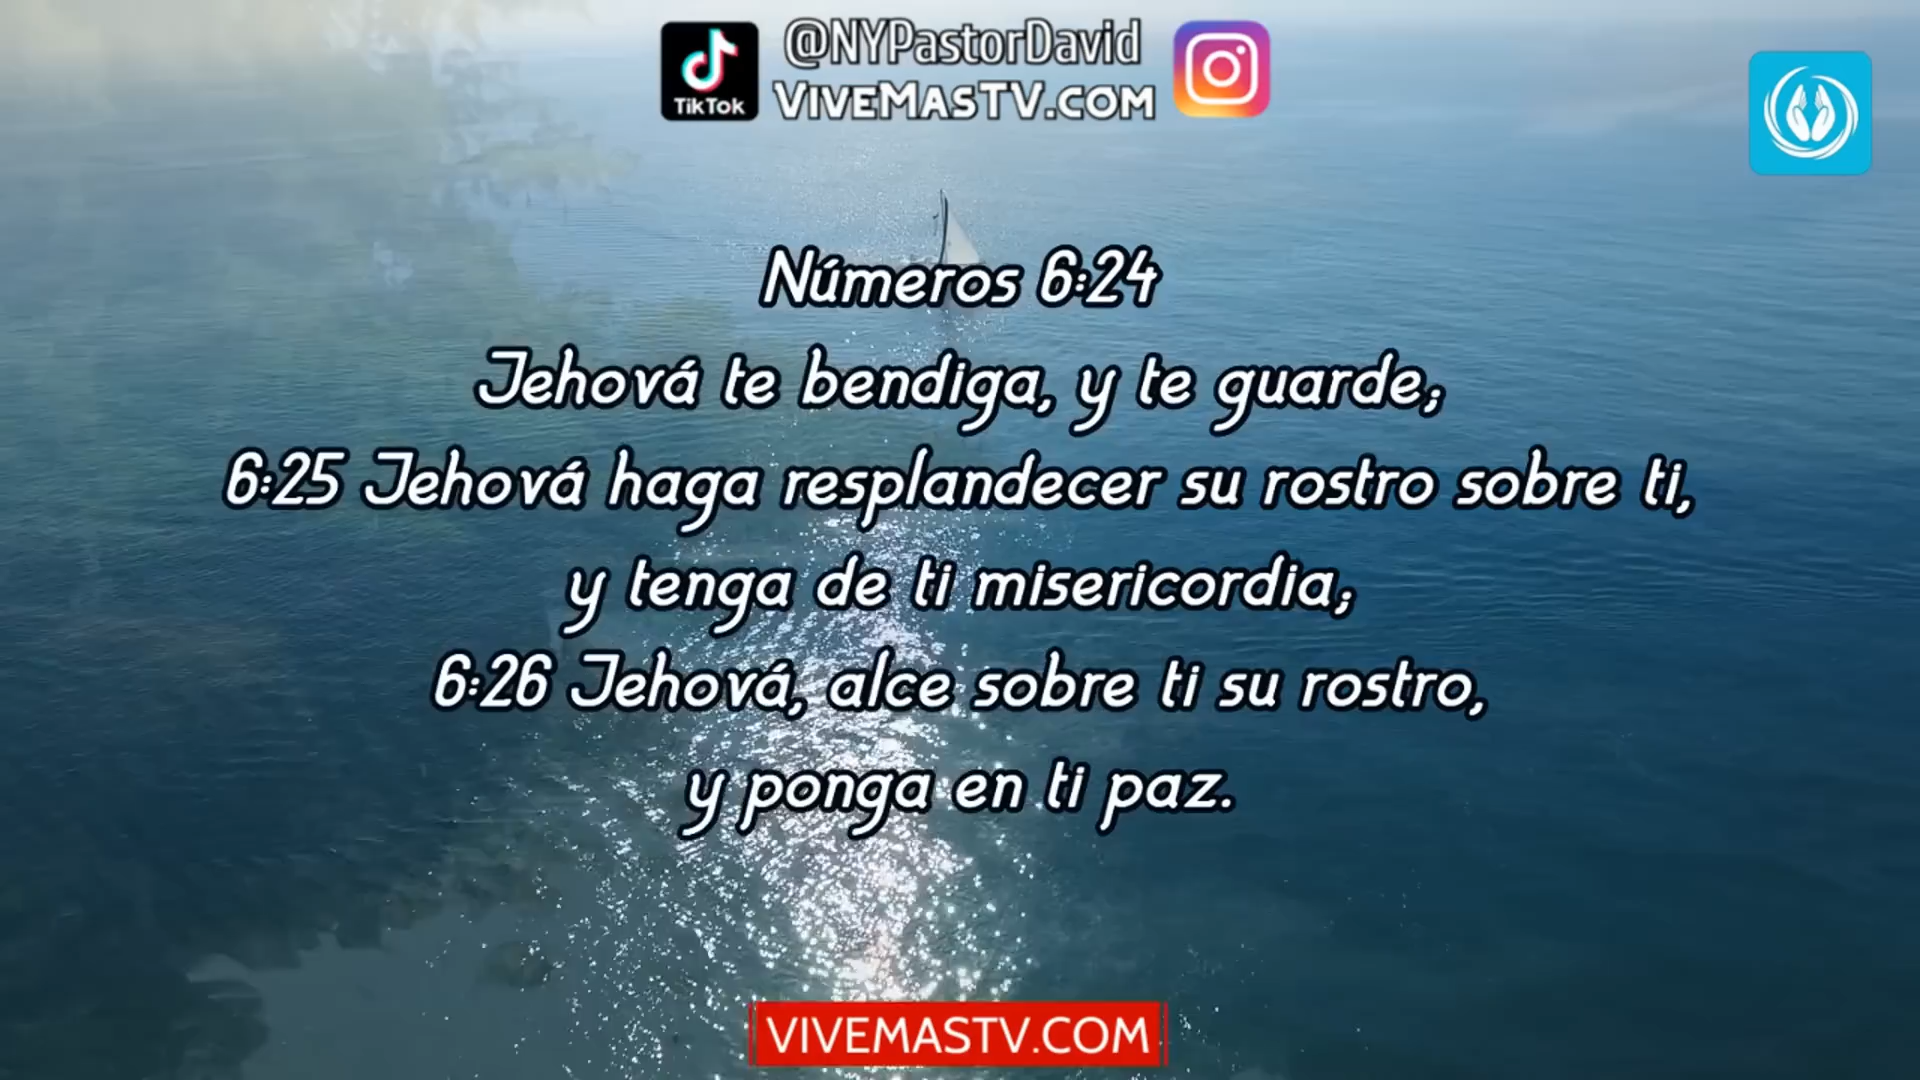 TikTok
@NYPastorDavid
VIVEMASTV.COM
Números 6:24
Jehová te bendiga, y te guarde;
6:25 Jehová haga resplandecer su rostro sobre ti,
y tenga de ti misericordia;
6:26 Jehová, alce sobre ti su rostro,
y ponga en ti paz.
VIVEMASTV.COM